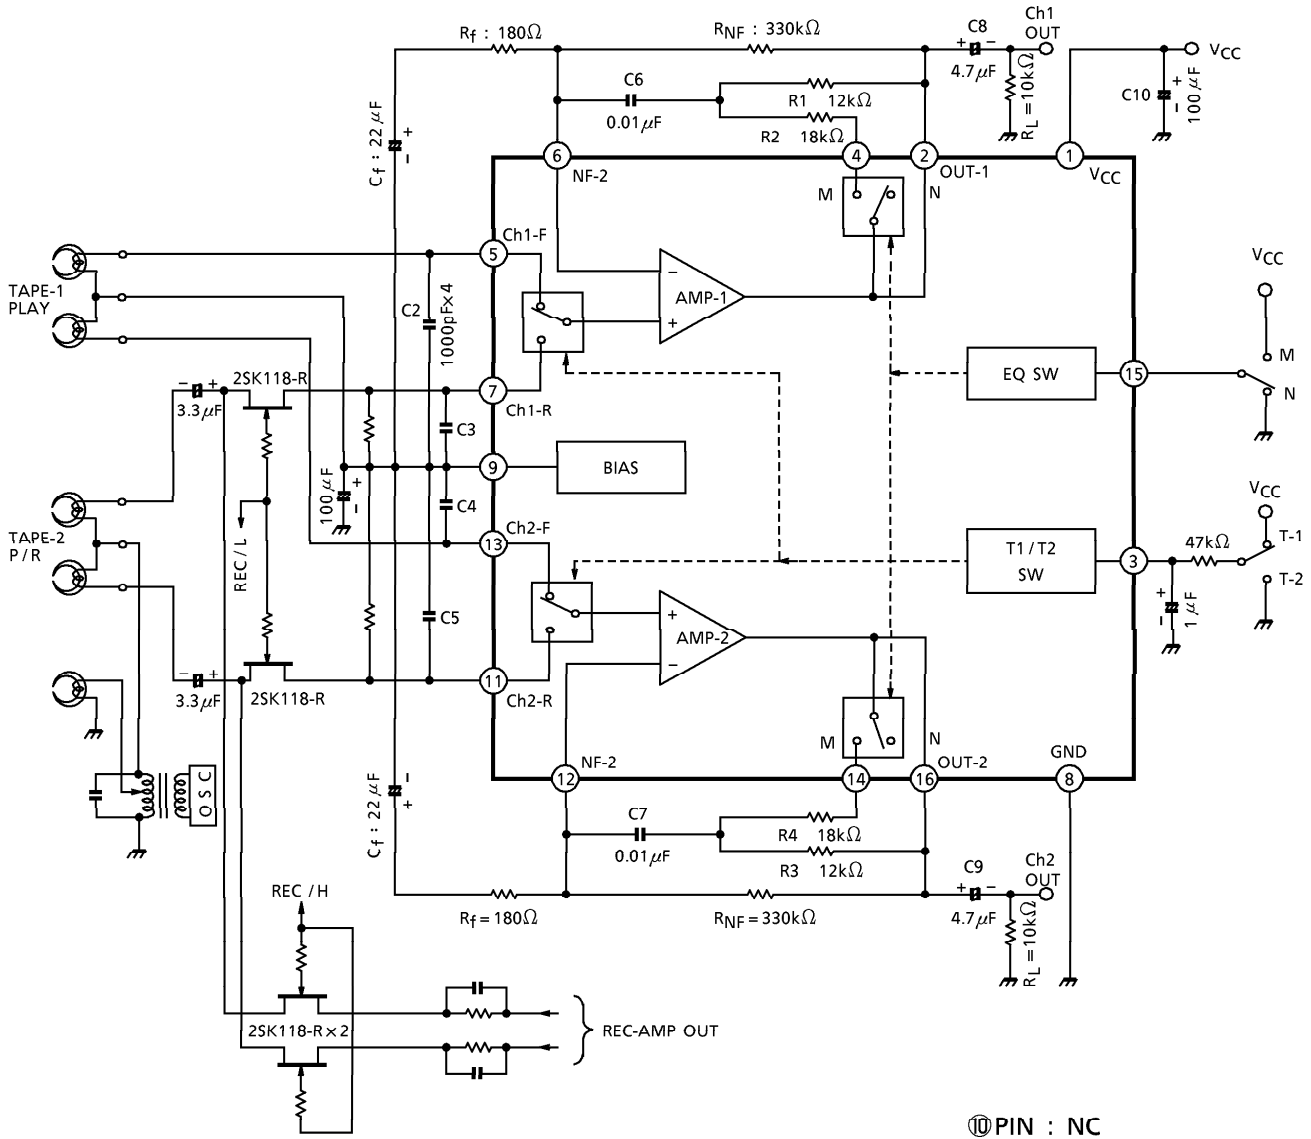 Rf : 180Ω
RNF : 330kΩ
C8
+ −
4.7μF
Ch1
OUT
RL = 10kΩ
VCC
C10
+
−
100μF
C6
0.01μF
R1 12kΩ
R2 18kΩ
Cf : 22μF
+
−
6
NF-2
4
2
OUT-1
1
VCC
M
N
TAPE-1
PLAY
5
Ch1-F
C2
1000pF×4
−
AMP-1
+
VCC
M
N
EQ SW
15
− +
3.3μF
2SK118-R
7
Ch1-R
C3
9
BIAS
100μF
+
−
C4
TAPE-2
P/R
REC/L
13
Ch2-F
T1/T2
SW
3
47kΩ
VCC
T-1
T-2
+
−
1μF
C5
+
AMP-2
−
− +
3.3μF
2SK118-R
11
Ch2-R
M
N
12
NF-2
14
16
OUT-2
GND
8
OSC
Cf : 22μF
−
+
C7
0.01μF
R4 18kΩ
R3 12kΩ
Rf = 180Ω
RNF = 330kΩ
C9
+ −
4.7μF
Ch2
OUT
RL = 10kΩ
REC/H
2SK118-R×2
REC-AMP OUT
⑩PIN : NC